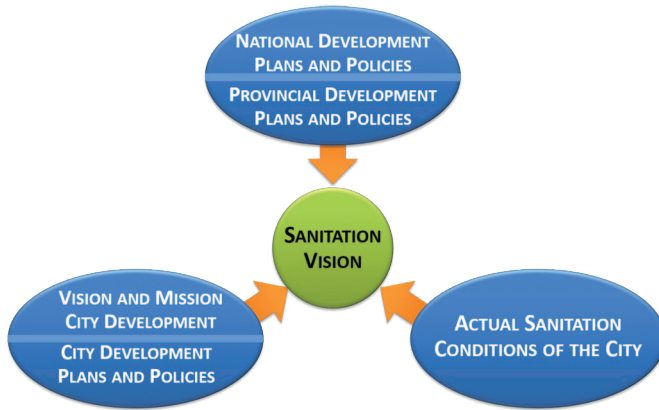 NATIONAL DEVELOPMENT
PLANS AND POLICIES
PROVINCIAL DEVELOPMENT
PLANS AND POLICIES
SANITATION
VISION
VISION AND MISSION
CITY DEVELOPMENT
CITY DEVELOPMENT
PLANS AND POLICIES
ACTUAL SANITATION
CONDITIONS OF THE CITY